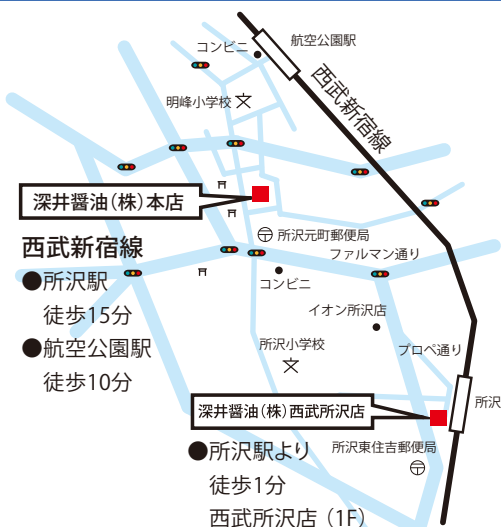 コンビニ
航空公園駅
西武新宿線
明峰小学校
深井醤油(株)本店
所沢元町郵便局
ファルマン通り
西武新宿線
●所沢駅
徒歩15分
●航空公園駅
徒歩10分
コンビニ
イオン所沢店
所沢小学校
プロペ通り
所沢
深井醤油(株)西武所沢店
所沢東住吉郵便局
●所沢駅より
徒歩1分
西武所沢店(1F)